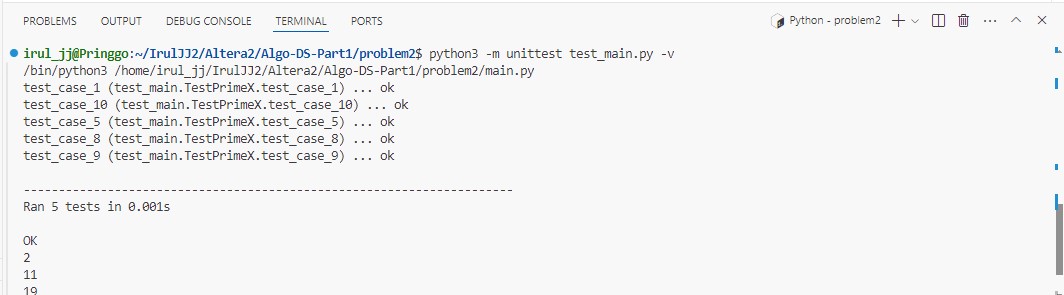 PROBLEMS OUTPUT DEBUG CONSOLE TERMINAL PORTS Python - problem2
irul_jj@Pringgo:~/IrulJJ2/Altera2/Algo-DS-Part1/problem2$ python3 -m unittest test_main.py -v
/bin/python3 /home/irul_jj/IrulJJ2/Altera2/Algo-DS-Part1/problem2/main.py
test_case_1 (test_main.TestPrimeX.test_case_1) ... ok
test_case_10 (test_main.TestPrimeX.test_case_10) ... ok
test_case_5 (test_main.TestPrimeX.test_case_5) ... ok
test_case_8 (test_main.TestPrimeX.test_case_8) ... ok
test_case_9 (test_main.TestPrimeX.test_case_9) ... ok
----------------------------------------------------------------------
Ran 5 tests in 0.001s
OK
2
11
19